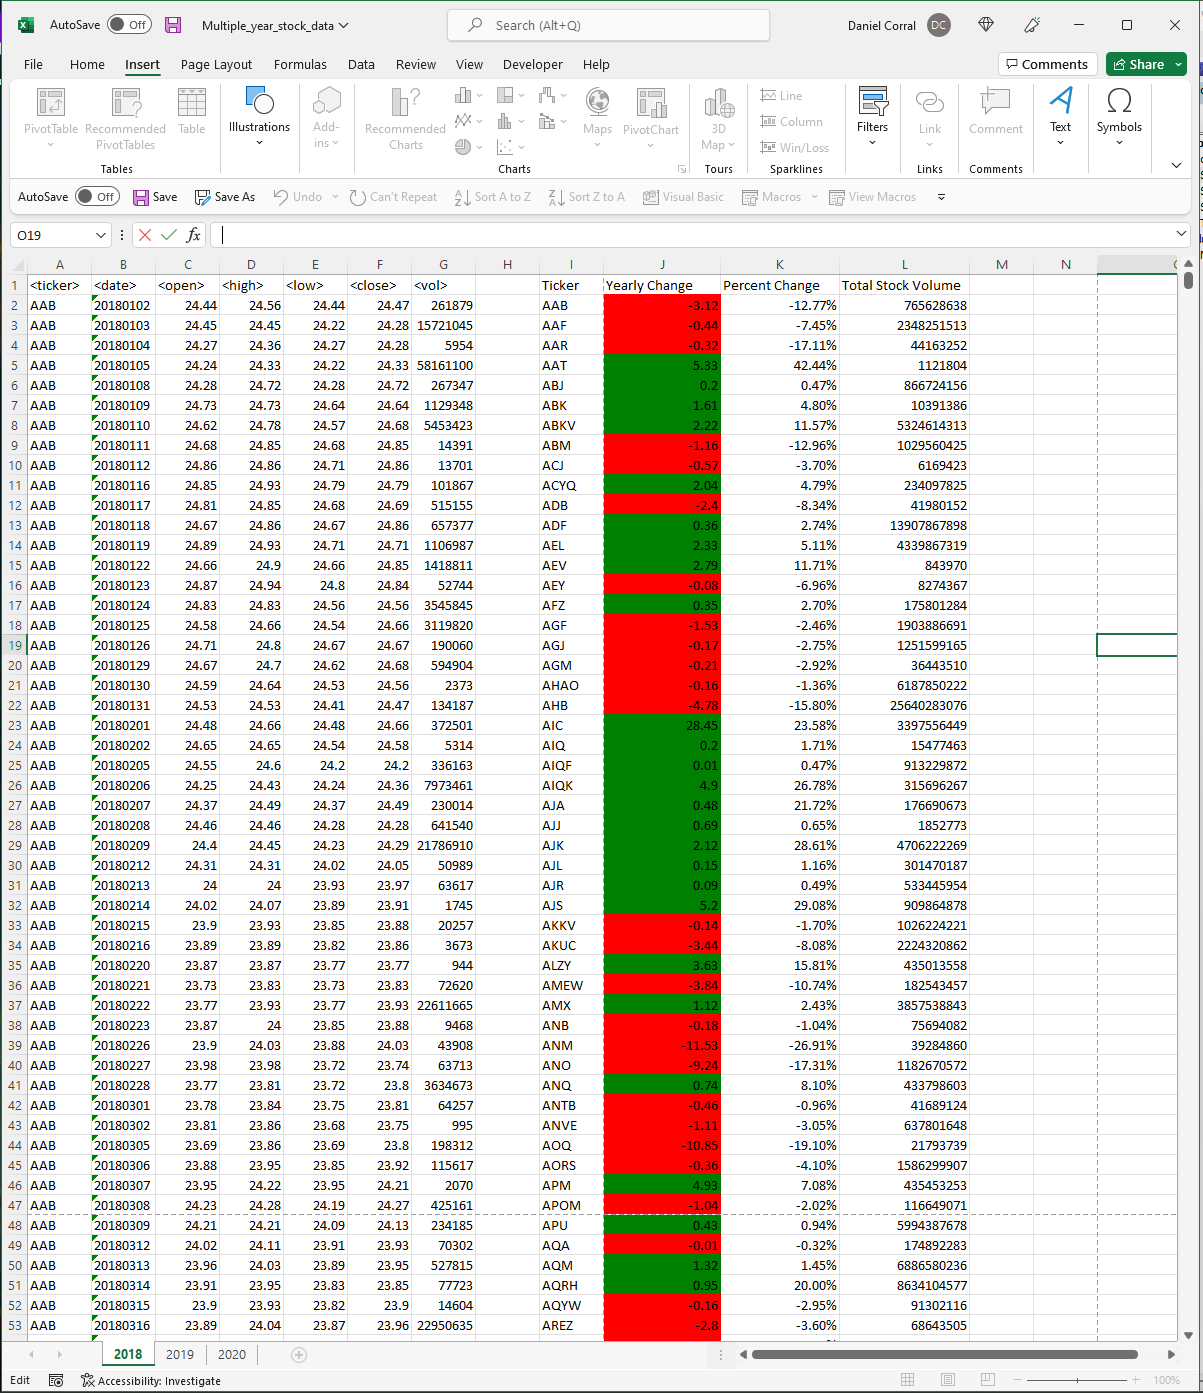 AutoSave Off Multiple_year_stock_data Search (Alt+Q) Daniel Corral DC
File Home Insert Page Layout Formulas Data Review View Developer Help Comments Share
PivotTable Recommended PivotTables Table Illustrations Add-ins Recommended Charts Maps PivotChart 3D Map Line Column Win/Loss Filters Link Comment Text Symbols
Tables Charts Tours Sparklines Links Comments
AutoSave Off Save Save As Undo Can't Repeat Sort A to Z Sort Z to A Visual Basic Macros View Macros
O19 fx
A B C D E F G H I J K L M N
1 <ticker> <date> <open> <high> <low> <close> <vol> Ticker Yearly Change Percent Change Total Stock Volume
2 AAB 20180102 24.44 24.56 24.44 24.47 261879 AAB -3.12 -12.77% 765628638
3 AAB 20180103 24.45 24.45 24.22 24.28 15721045 AAF -0.44 -7.45% 2348251513
4 AAB 20180104 24.27 24.36 24.27 24.28 5954 AAR -0.32 -17.11% 44163252
5 AAB 20180105 24.24 24.33 24.22 24.33 58161100 AAT 5.33 42.44% 1121804
6 AAB 20180108 24.28 24.72 24.28 24.72 267347 ABJ 0.2 0.47% 866724156
7 AAB 20180109 24.73 24.73 24.64 24.64 1129348 ABK 1.61 4.80% 10391386
8 AAB 20180110 24.62 24.78 24.57 24.68 5453423 ABKV 2.22 11.57% 5324614313
9 AAB 20180111 24.68 24.85 24.68 24.85 14391 ABM -1.16 -12.96% 1029560425
10 AAB 20180112 24.86 24.86 24.71 24.86 13701 ACJ -0.57 -3.70% 6169423
11 AAB 20180116 24.85 24.93 24.79 24.79 101867 ACYQ 2.04 4.79% 234097825
12 AAB 20180117 24.81 24.85 24.68 24.69 515155 ADB -2.4 -8.34% 41980152
13 AAB 20180118 24.67 24.86 24.67 24.86 657377 ADF 0.36 2.74% 13907867898
14 AAB 20180119 24.89 24.93 24.71 24.71 1106987 AEL 2.33 5.11% 4339867319
15 AAB 20180122 24.66 24.9 24.66 24.85 1418811 AEV 2.79 11.71% 843970
16 AAB 20180123 24.87 24.94 24.8 24.84 52744 AEY -0.08 -6.96% 8274367
17 AAB 20180124 24.83 24.83 24.56 24.56 3545845 AFZ 0.35 2.70% 175801284
18 AAB 20180125 24.58 24.66 24.54 24.66 3119820 AGF -1.53 -2.46% 1903886691
19 AAB 20180126 24.71 24.8 24.67 24.67 190060 AGJ -0.17 -2.75% 1251599165
20 AAB 20180129 24.67 24.7 24.62 24.68 594904 AGM -0.21 -2.92% 36443510
21 AAB 20180130 24.59 24.64 24.53 24.56 2373 AHAO -0.16 -1.36% 6187850222
22 AAB 20180131 24.53 24.53 24.41 24.47 134187 AHB -4.78 -15.80% 25640283076
23 AAB 20180201 24.48 24.66 24.48 24.66 372501 AIC 28.45 23.58% 3397556449
24 AAB 20180202 24.65 24.65 24.54 24.58 5314 AIQ 0.2 1.71% 15477463
25 AAB 20180205 24.55 24.6 24.2 24.2 336163 AIQF 0.01 0.47% 913229872
26 AAB 20180206 24.25 24.43 24.24 24.36 7973461 AIQK 4.9 26.78% 315696267
27 AAB 20180207 24.37 24.49 24.37 24.49 230014 AJA 0.48 21.72% 176690673
28 AAB 20180208 24.46 24.46 24.28 24.28 641540 AJJ 0.69 0.65% 1852773
29 AAB 20180209 24.4 24.45 24.23 24.29 21786910 AJK 2.12 28.61% 4706222269
30 AAB 20180212 24.31 24.31 24.02 24.05 50989 AJL 0.15 1.16% 301470187
31 AAB 20180213 24 24 23.93 23.97 63617 AJR 0.09 0.49% 533445954
32 AAB 20180214 24.02 24.07 23.89 23.91 1745 AJS 5.2 29.08% 909864878
33 AAB 20180215 23.9 23.93 23.85 23.88 20257 AKKV -0.14 -1.70% 1026224221
34 AAB 20180216 23.89 23.89 23.82 23.86 3673 AKUC -3.44 -8.08% 2224320862
35 AAB 20180220 23.87 23.87 23.77 23.77 944 ALZY 3.63 15.81% 435013558
36 AAB 20180221 23.73 23.83 23.73 23.83 72620 AMEW -3.84 -10.74% 182543457
37 AAB 20180222 23.77 23.93 23.77 23.93 22611665 AMX 1.12 2.43% 3857538843
38 AAB 20180223 23.87 24 23.85 23.88 9468 ANB -0.18 -1.04% 75694082
39 AAB 20180226 23.9 24.03 23.88 24.03 43908 ANM -11.53 -26.91% 39284860
40 AAB 20180227 23.98 23.98 23.72 23.74 63713 ANO -9.24 -17.31% 1182670572
41 AAB 20180228 23.77 23.81 23.72 23.8 3634673 ANQ 0.74 8.10% 433798603
42 AAB 20180301 23.78 23.84 23.75 23.81 64257 ANTB -0.46 -0.96% 41689124
43 AAB 20180302 23.81 23.86 23.68 23.75 995 ANVE -1.11 -3.05% 637801648
44 AAB 20180305 23.69 23.86 23.69 23.8 198312 AOQ -10.85 -19.10% 21793739
45 AAB 20180306 23.88 23.95 23.85 23.92 115617 AORS -0.36 -4.10% 1586299907
46 AAB 20180307 23.95 24.22 23.95 24.21 2070 APM 4.93 7.08% 435453253
47 AAB 20180308 24.23 24.28 24.19 24.27 425161 APOM -1.04 -2.02% 116649071
48 AAB 20180309 24.21 24.21 24.09 24.13 234185 APU 0.43 0.94% 5994387678
49 AAB 20180312 24.02 24.11 23.91 23.93 70302 AQA -0.01 -0.32% 174892283
50 AAB 20180313 23.96 24.03 23.89 23.95 527815 AQM 1.32 1.45% 6886580236
51 AAB 20180314 23.91 23.95 23.83 23.85 77723 AQRH 0.95 20.00% 8634104577
52 AAB 20180315 23.9 23.93 23.82 23.9 14604 AQYW -0.16 -2.95% 91302116
53 AAB 20180316 23.89 24.04 23.87 23.96 22950635 AREZ -2.8 -3.60% 68643505
2018 2019 2020
Edit Accessibility: Investigate 100%